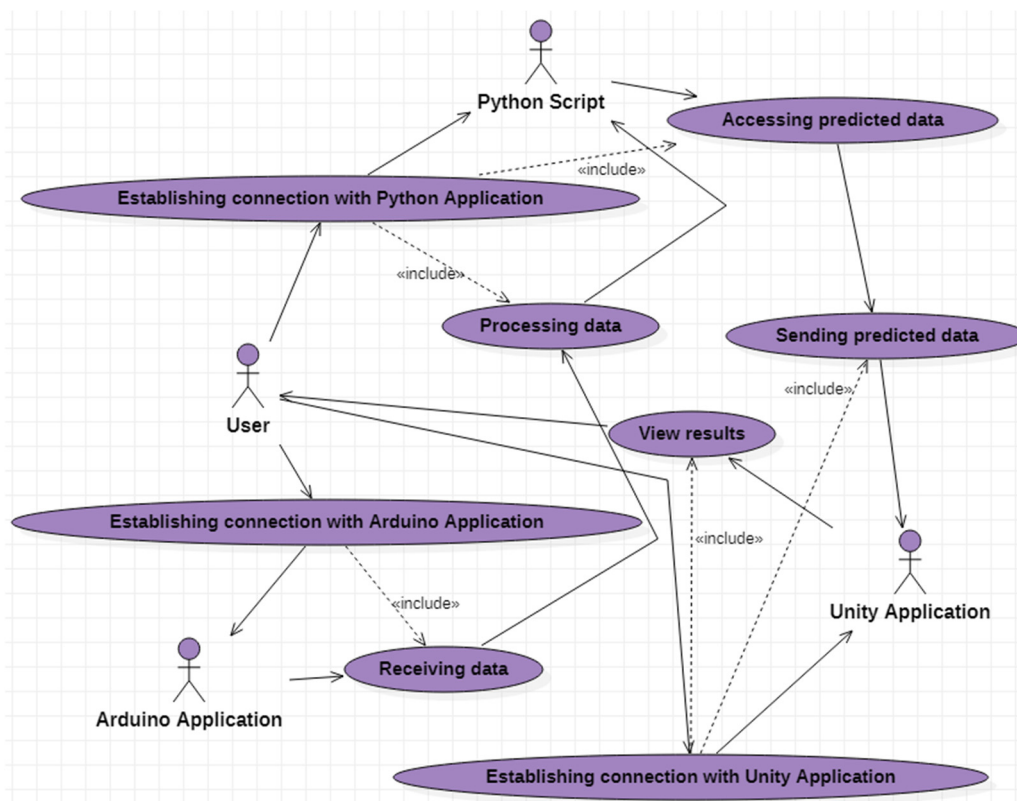 Python Script
Accessing predicted data
«include»
Establishing connection with Python Application
«include»
Processing data
Sending predicted data
«include»
User
View results
Establishing connection with Arduino Application
«include»
«include»
Unity Application
Receiving data
Arduino Application
Establishing connection with Unity Application